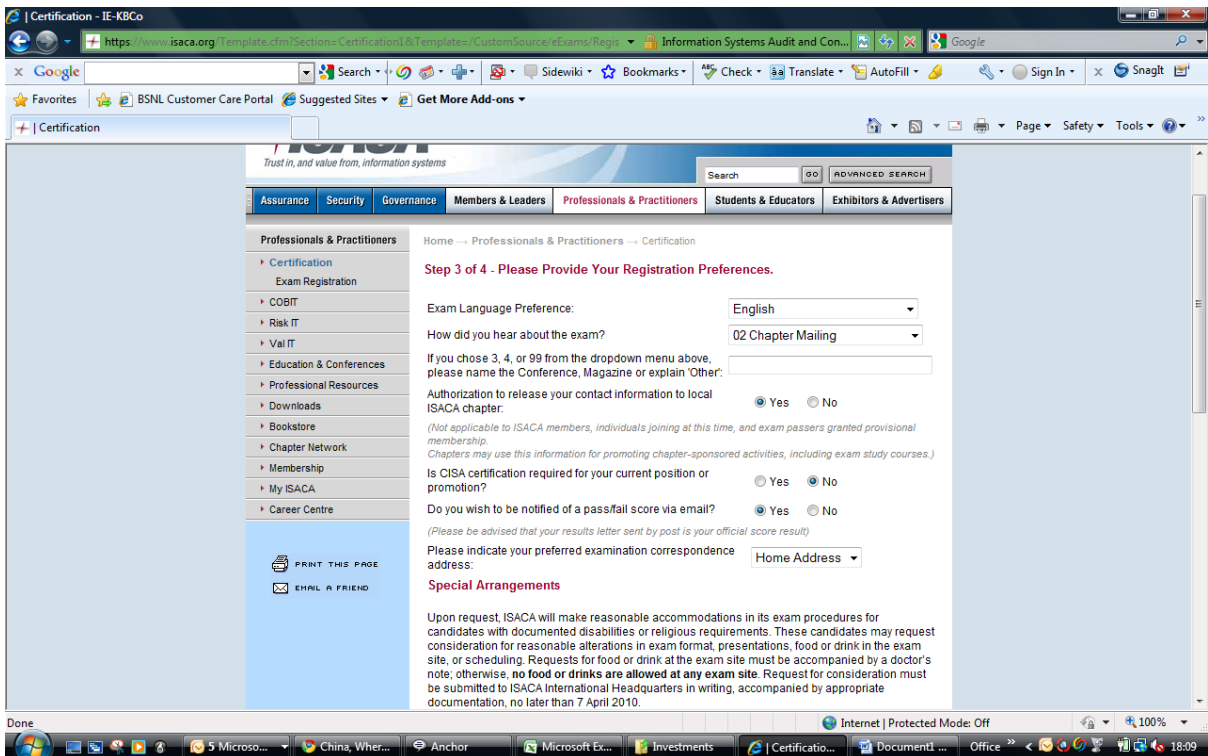 | Certification - IE-KBCo
https://www.isaca.org/Template.cfm?Section=Certification1&Template=/CustomSource/eExams/Regis
Information Systems Audit and Con...
Google
x Google Search Sidewiki Bookmarks Check Translate AutoFill Sign In x SnagIt
Favorites BSNL Customer Care Portal Suggested Sites Get More Add-ons
| Certification Page Safety Tools
Trust in, and value from, information systems
Search GO ADVANCED SEARCH
Assurance Security Governance Members & Leaders Professionals & Practitioners Students & Educators Exhibitors & Advertisers
Professionals & Practitioners
Certification
Exam Registration
COBIT
Risk IT
Val IT
Education & Conferences
Professional Resources
Downloads
Bookstore
Chapter Network
Membership
My ISACA
Career Centre
PRINT THIS PAGE
EMAIL A FRIEND
Home → Professionals & Practitioners → Certification
Step 3 of 4 - Please Provide Your Registration Preferences.
Exam Language Preference: English
How did you hear about the exam? 02 Chapter Mailing
If you chose 3, 4, or 99 from the dropdown menu above,
please name the Conference, Magazine or explain 'Other':
Authorization to release your contact information to local
ISACA chapter: Yes No
(Not applicable to ISACA members, individuals joining at this time, and exam passers granted provisional
membership.
Chapters may use this information for promoting chapter-sponsored activities, including exam study courses.)
Is CISA certification required for your current position or
promotion? Yes No
Do you wish to be notified of a pass/fail score via email? Yes No
(Please be advised that your results letter sent by post is your official score result)
Please indicate your preferred examination correspondence
address: Home Address
Special Arrangements
Upon request, ISACA will make reasonable accommodations in its exam procedures for
candidates with documented disabilities or religious requirements. These candidates may request
consideration for reasonable alterations in exam format, presentations, food or drink in the exam
site, or scheduling. Requests for food or drink at the exam site must be accompanied by a doctor's
note; otherwise, no food or drinks are allowed at any exam site. Request for consideration must
be submitted to ISACA International Headquarters in writing, accompanied by appropriate
documentation, no later than 7 April 2010.
Done Internet | Protected Mode: Off 100%
5 Microso... China, Wher... Anchor Microsoft Ex... Investments | Certificatio... Document1 ... Office 18:09